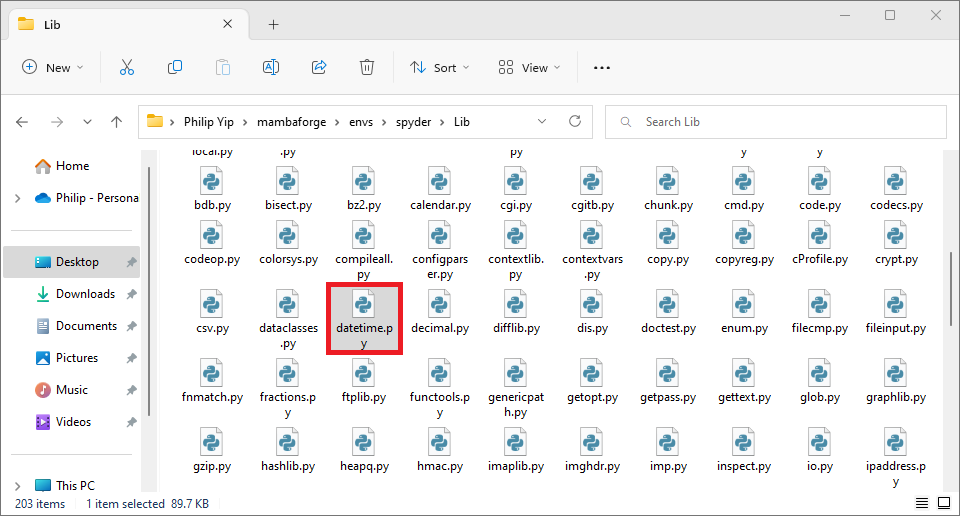 Lib
New
Sort
View
Philip Yip
mambaforge
envs
spyder
Lib
Search Lib
Home
Philip - Persona
Desktop
Downloads
Documents
Pictures
Music
Videos
This PC
local.py
.py
py
y
y
bdb.py
bisect.py
bz2.py
calendar.py
cgi.py
cgitb.py
chunk.py
cmd.py
code.py
codecs.py
codeop.py
colorsys.py
compileall.
py
configpar
ser.py
contextlib.
py
contextvars
.py
copy.py
copyreg.py
cProfile.py
crypt.py
csv.py
dataclasses
.py
datetime.p
y
decimal.py
difflib.py
dis.py
doctest.py
enum.py
filecmp.py
fileinput.py
fnmatch.py
fractions.p
y
ftplib.py
functools.p
y
genericpat
h.py
getopt.py
getpass.py
gettext.py
glob.py
graphlib.py
gzip.py
hashlib.py
heapq.py
hmac.py
imaplib.py
imghdr.py
imp.py
inspect.py
io.py
ipaddress.p
y
203 items
1 item selected 89.7 KB